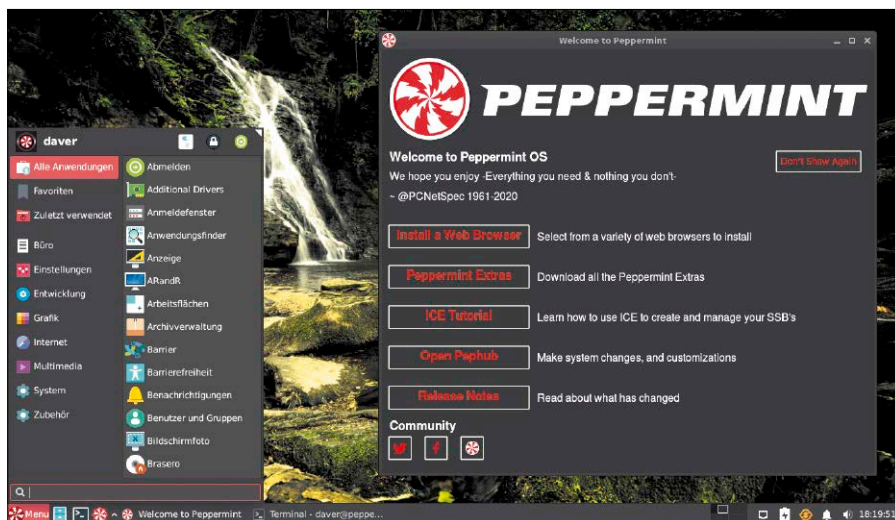 Welcome to Peppermint
PEPPERMINT
Welcome to Peppermint OS
We hope you enjoy -Everything you need & nothing you don't-
~ @PCNetSpec 1961-2020
Don't Show Again
Install a Web Browser Select from a variety of web browsers to install
Peppermint Extras Download all the Peppermint Extras
ICE Tutorial Learn how to use ICE to create and manage your SSB's
Open Pephub Make system changes, and customizations
Release Notes Read about what has changed
Community
daver
Alle Anwendungen
Favoriten
Zuletzt verwendet
Büro
Einstellungen
Entwicklung
Grafik
Internet
Multimedia
System
Zubehör
Abmelden
Additional Drivers
Anmeldefenster
Anwendungsfinder
Anzeige
ARandR
Arbeitsflächen
Archivverwaltung
Barrier
Barrierefreiheit
Benachrichtigungen
Benutzer und Gruppen
Bildschirmfoto
Brasero
Menu Welcome to Peppermint Terminal - daver@peppe... 18:19:51